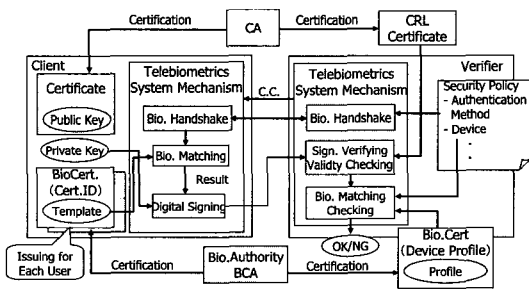 Certification
CA
Certification
CRL
Certificate
Client
Certificate
Public Key
Private Key
BioCert.
(Cert.ID)
Template
Issuing for
Each User
Telebiometrics
System Mechanism
Bio. Handshake
Bio. Matching
Result
Digital Signing
C.C.
Verifier
Telebiometrics
System Mechanism
Bio. Handshake
Sign. Verifying
Validty Checking
Bio. Matching
Checking
OK/NG
Security Policy
- Authentication
Method
- Device
.
.
Certification
Bio.Authority
BCA
Certification
Bio.Cert
(Device Profile)
Profile